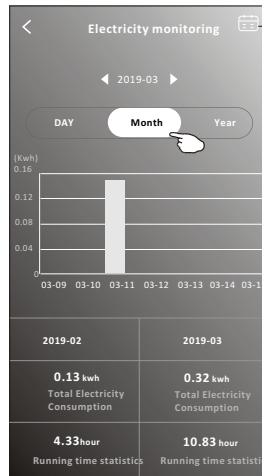 Electricity monitoring
2019-03
DAY Month Year
(Kwh)
0.16
0.12
0.08
0.04
0
03-09 03-10 03-11 03-12 03-13 03-14 03-1
2019-02 2019-03
0.13 kwh 0.32 kwh
Total Electricity Total Electricity
Consumption Consumption
4.33hour 10.83 hour
Running time statistics Running time statisti